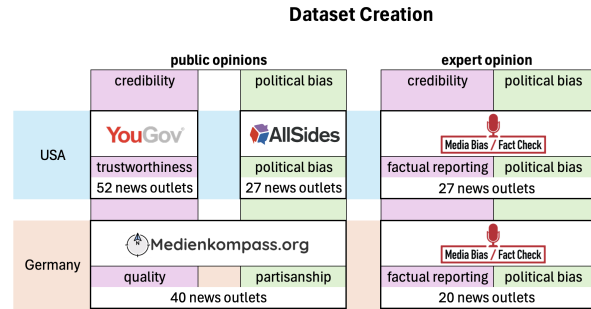 Dataset Creation
public opinions
expert opinion
credibility
political bias
credibility
political bias
USA
YouGov
AllSides
Media Bias / Fact Check
trustworthiness
political bias
factual reporting
political bias
52 news outlets
27 news outlets
27 news outlets
Germany
N
Medienkompass.org
Media Bias / Fact Check
quality
partisanship
factual reporting
political bias
40 news outlets
20 news outlets